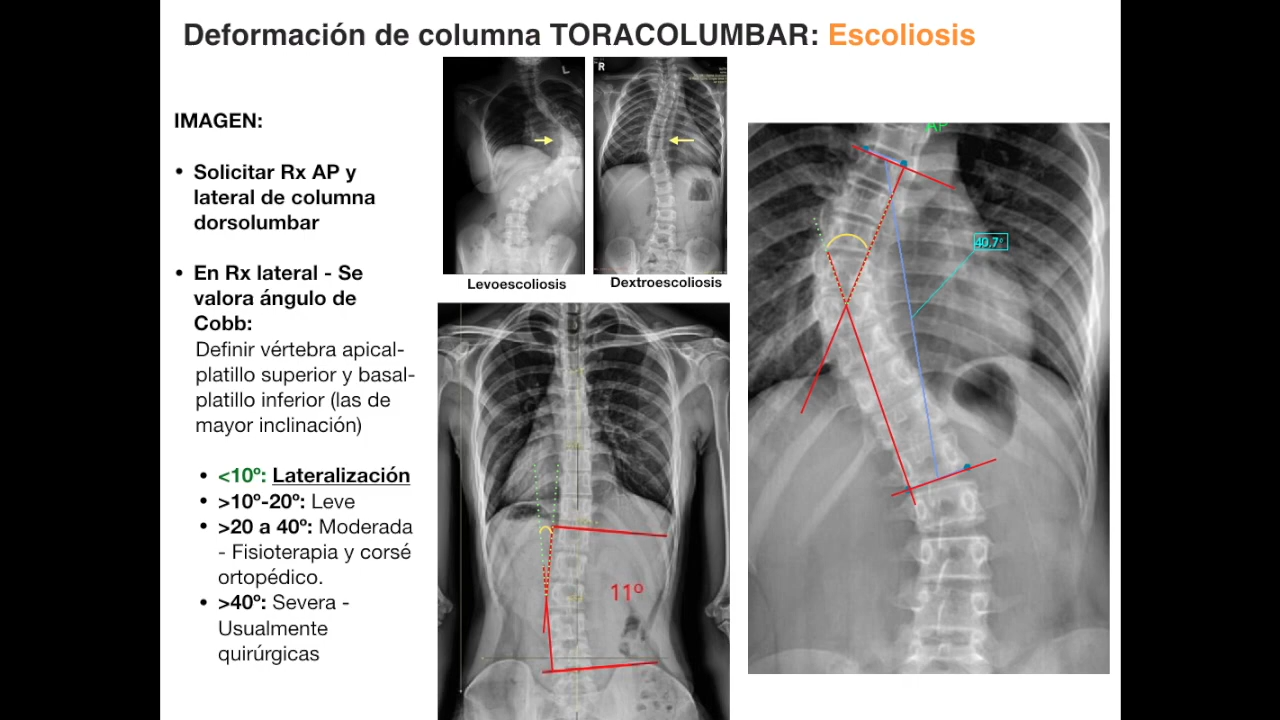 Deformación de columna TORACOLUMBAR: Escoliosis
IMAGEN:
• Solicitar Rx AP y
lateral de columna
dorsolumbar
• En Rx lateral - Se
valora ángulo de
Cobb:
Definir vértebra apical-
platillo superior y basal-
platillo inferior (las de
mayor inclinación)
• <10º: Lateralización
• >10º-20º: Leve
• >20 a 40º: Moderada
- Fisioterapia y corsé
ortopédico.
• >40º: Severa -
Usualmente
quirúrgicas
L
R
Levoescoliosis
Dextroescoliosis
11º
AP
40.7°